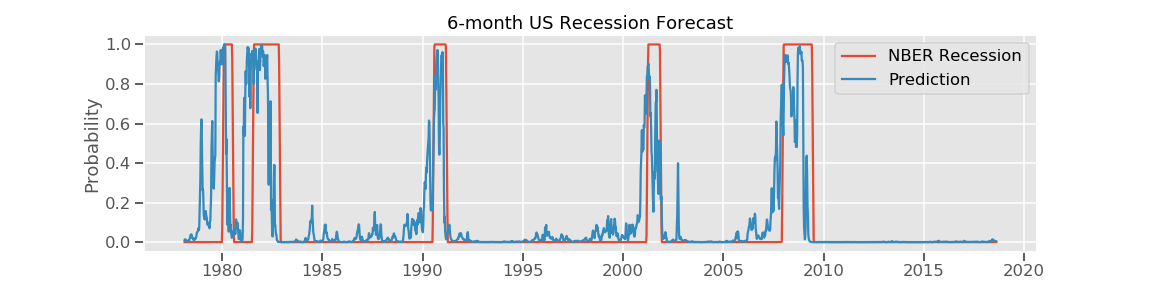 6-month US Recession Forecast
Probability
1.0
0.8
0.6
0.4
0.2
0.0
NBER Recession
Prediction
1980 1985 1990 1995 2000 2005 2010 2015 2020